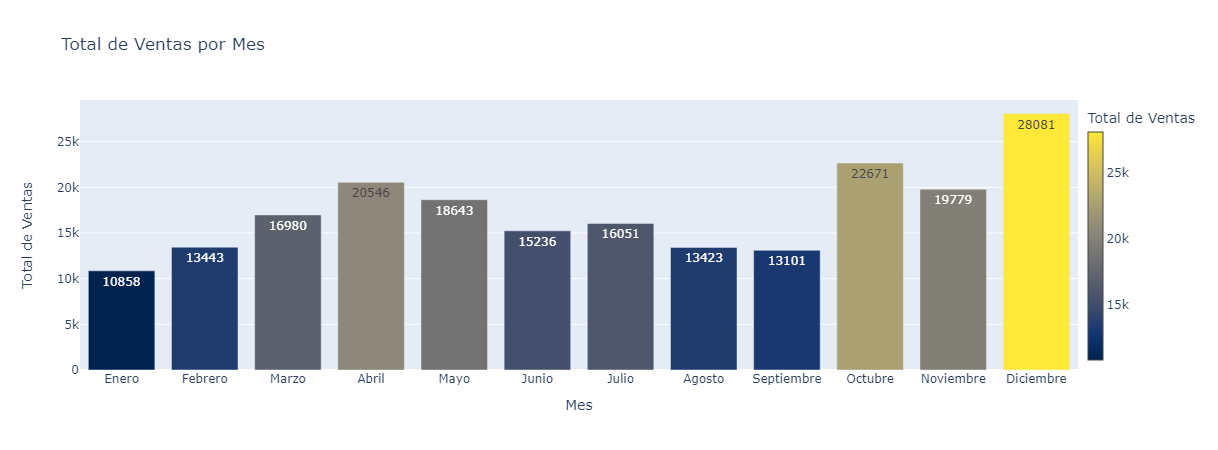 Total de Ventas por Mes
Total de Ventas
25k
20k
15k
10k
5k
0
10858
13443
16980
20546
18643
15236
16051
13423
13101
22671
19779
28081
Enero
Febrero
Marzo
Abril
Mayo
Junio
Julio
Agosto
Septiembre
Octubre
Noviembre
Diciembre
Mes
Total de Ventas
25k
20k
15k